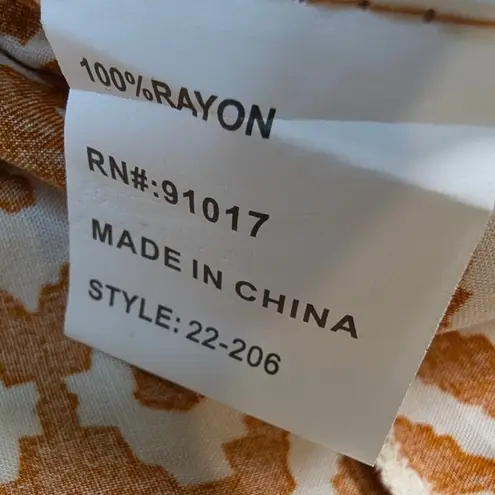 100%RAYON
RN#:91017
MADE IN CHINA
STYLE: 22-206